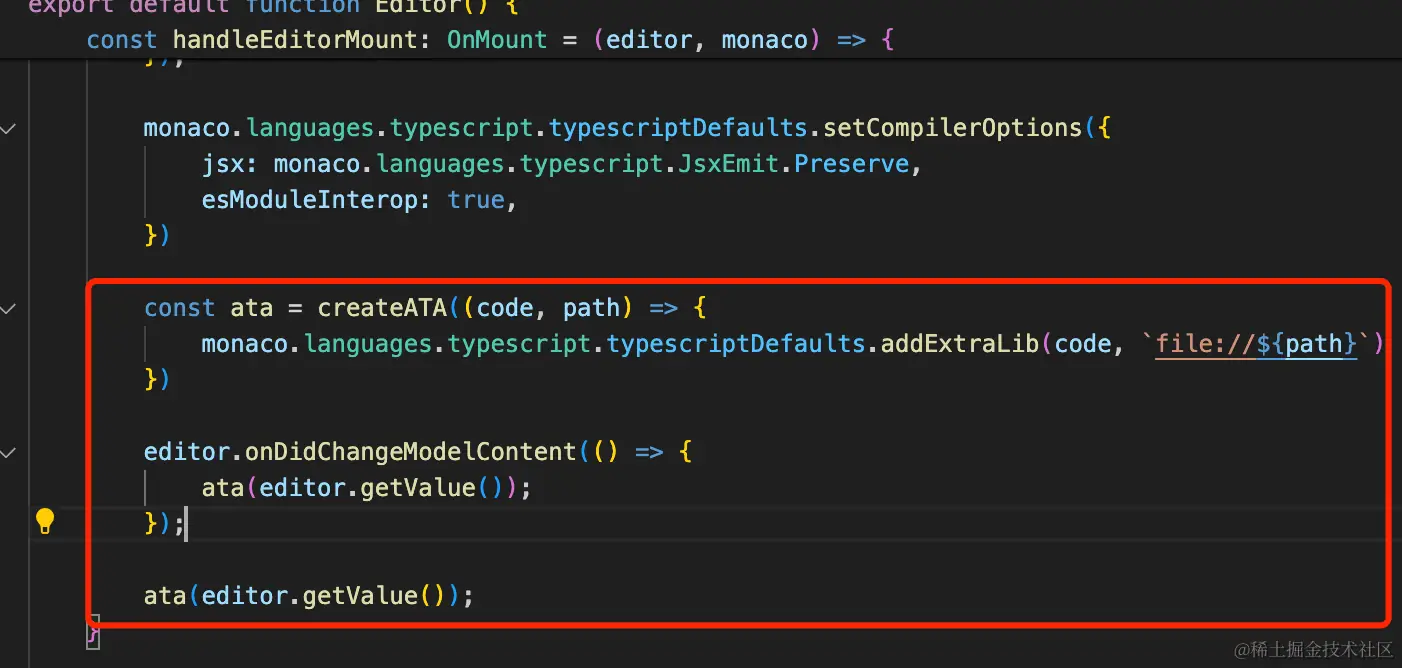 export default function Editor() {
const handleEditorMount: OnMount = (editor, monaco) => {
});
monaco.languages.typescript.typescriptDefaults.setCompilerOptions({
jsx: monaco.languages.typescript.JsxEmit.Preserve,
esModuleInterop: true,
})
const ata = createATA((code, path) => {
monaco.languages.typescript.typescriptDefaults.addExtraLib(code, `file://${path}`)
})
editor.onDidChangeModelContent(() => {
ata(editor.getValue());
});
ata(editor.getValue());
}
@稀土掘金技术社区